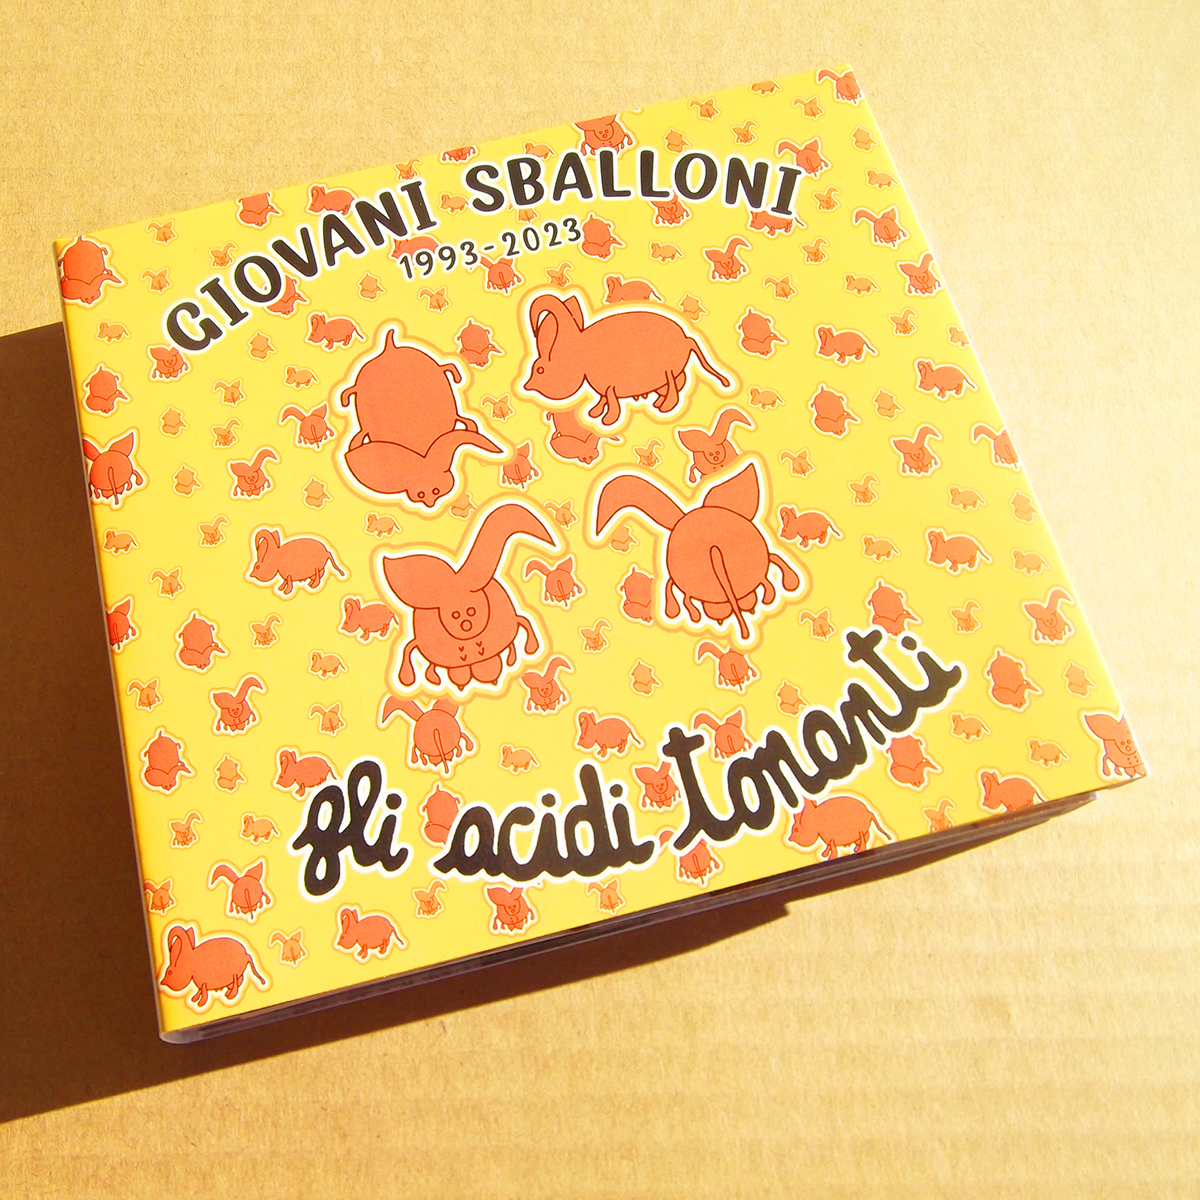 GIOVANI SBALLONI
1993-2023
gli acidi tonanti